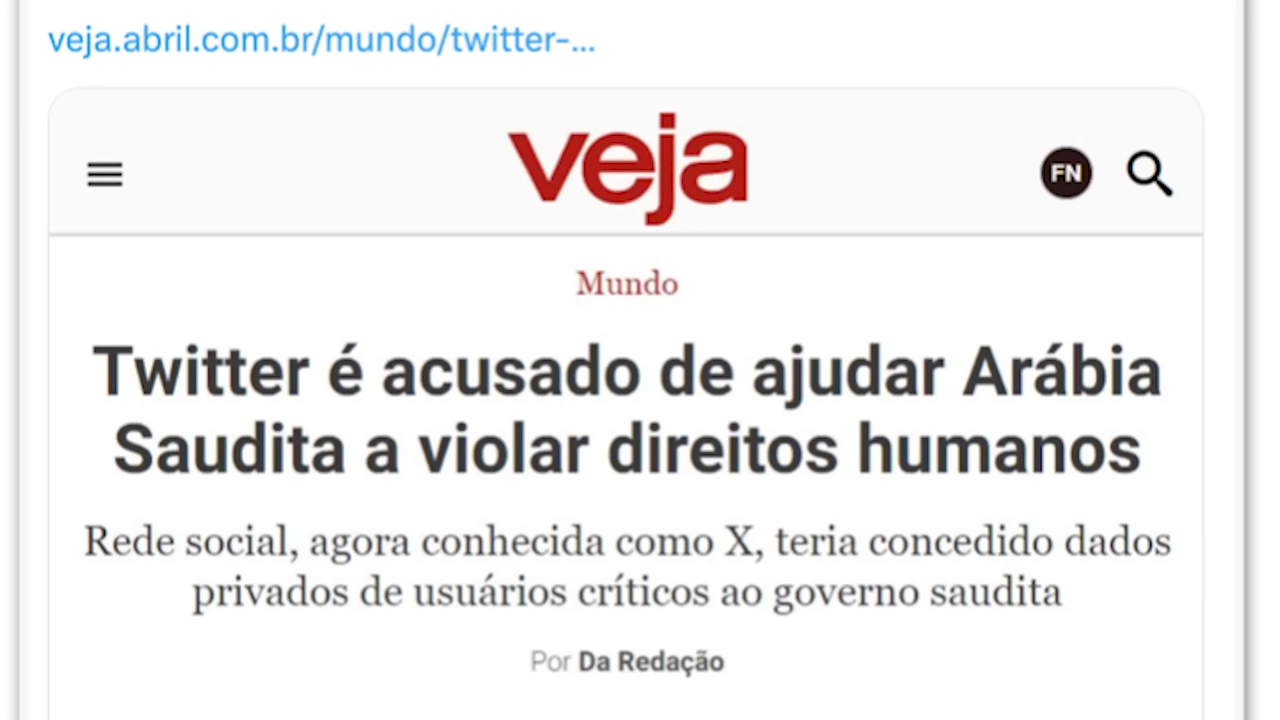 veja.abril.com.br/mundo/twitter-...
veja
FN
Mundo
Twitter é acusado de ajudar Arábia
Saudita a violar direitos humanos
Rede social, agora conhecida como X, teria concedido dados
privados de usuários críticos ao governo saudita
Por Da Redação